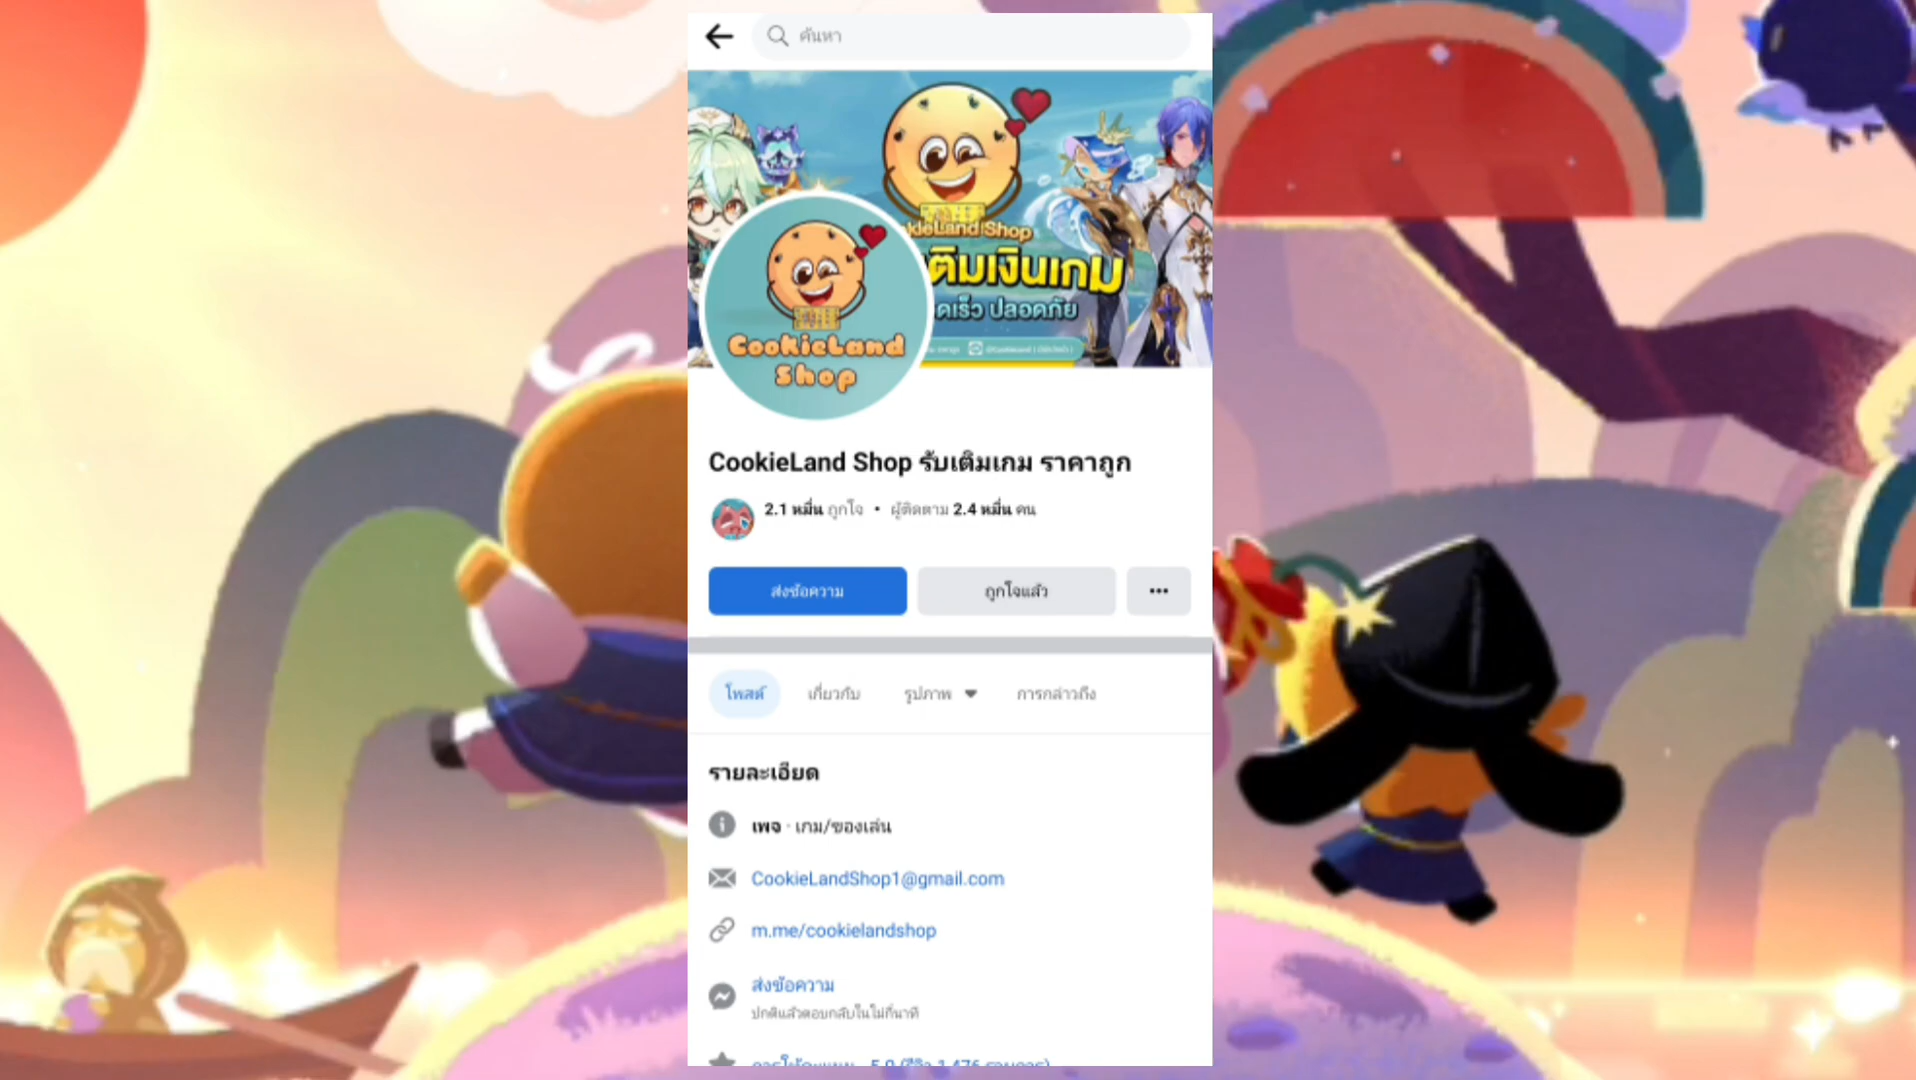 ค้นหา
CookieLand Shop
เติมเงินเกม
ปลอดภัย
CookieLand
Shop
CookieLand Shop รับเติมเกม ราคาถูก
2.1 หมื่น ถูกใจ • ผู้ติดตาม 2.4 หมื่น คน
ส่งข้อความ
ถูกใจแล้ว
โพสต์
เกี่ยวกับ
รูปภาพ
การกล่าวถึง
รายละเอียด
เพจ · เกม/ของเล่น
CookieLandShop1@gmail.com
m.me/cookielandshop
ส่งข้อความ
ปกติแล้วตอบกลับในไม่กี่นาที